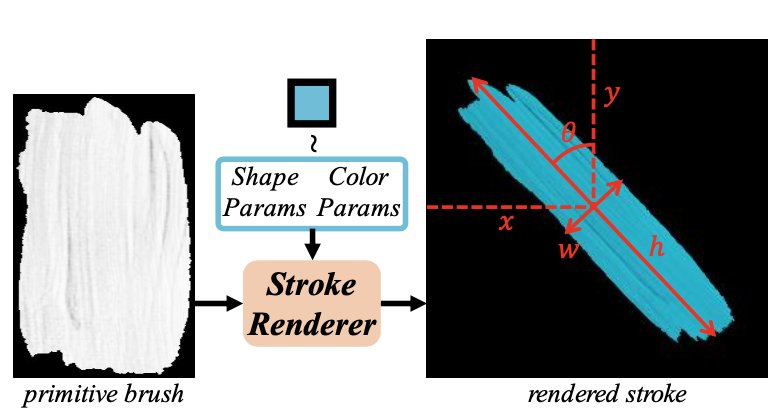 Shape Color
Params Params
Stroke
Renderer
primitive brush
y
θ
x
w
h
rendered stroke